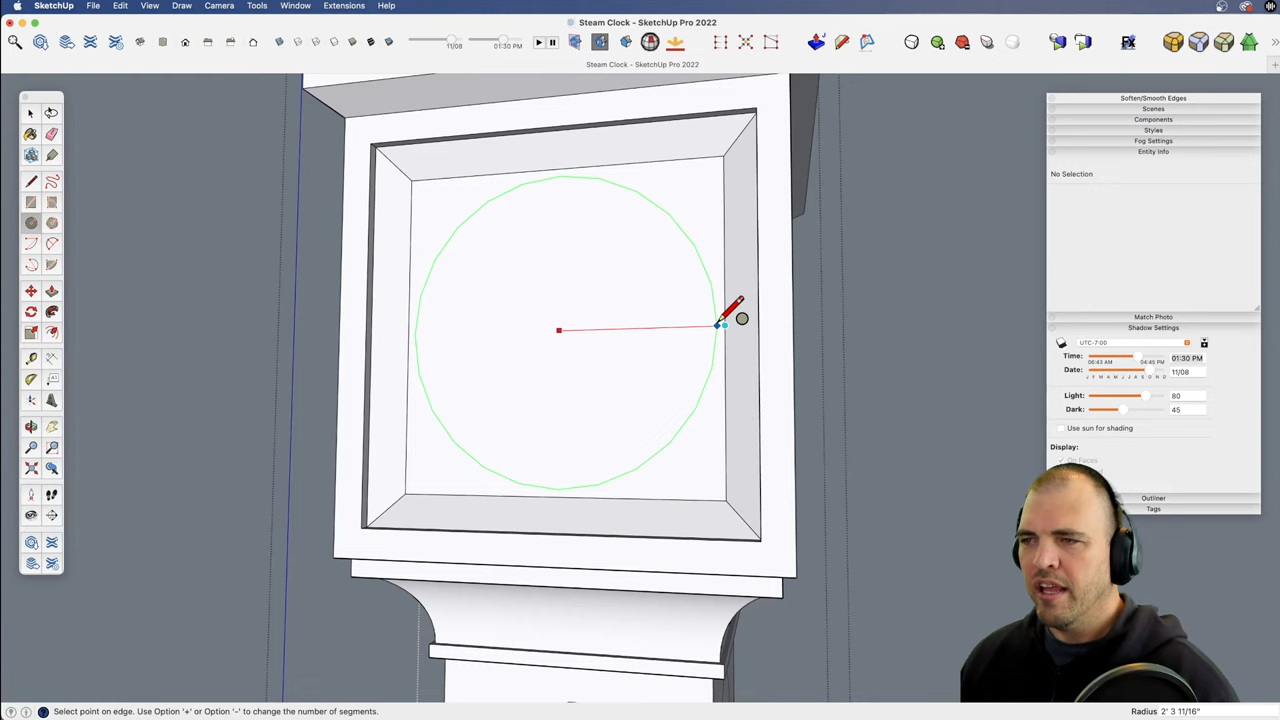 SketchUp File Edit View Draw Camera Tools Window Extensions Help
Steam Clock - SketchUp Pro 2022
11/08 01:30 PM
Steam Clock - SketchUp Pro 2022
Soften/Smooth Edges
Scenes
Components
Styles
Fog Settings
Entity Info
No Selection
Match Photo
Shadow Settings
UTC-7:00
Time: 01:30 PM
06:43 AM 04:45 PM
Date: 11/08
J F M A M J J A S O N D
Light: 80
Dark: 45
Use sun for shading
Display:
On Faces
Outliner
Tags
Select point on edge. Use Option '+' or Option '-' to change the number of segments.
Radius 2' 3 11/16"